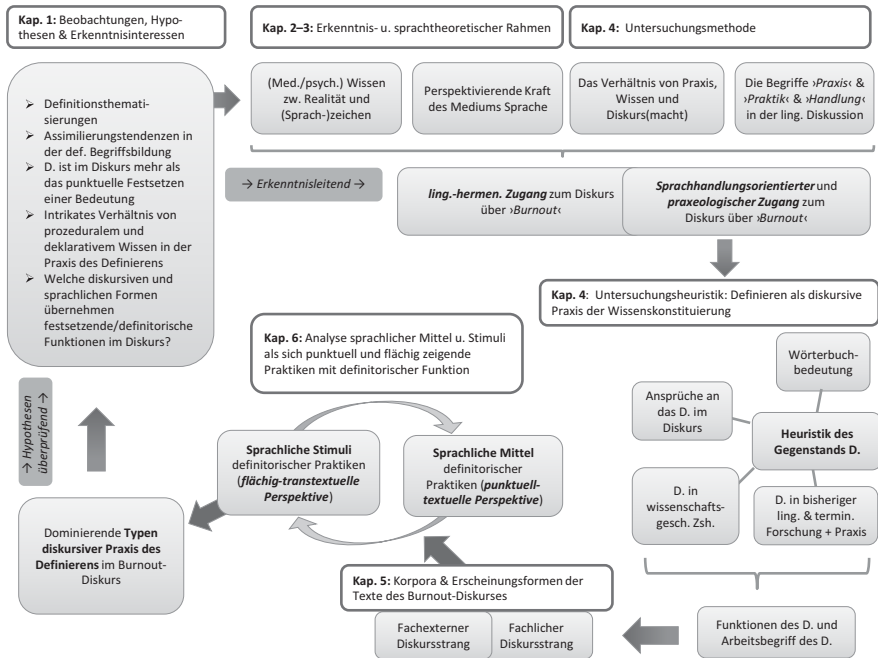 Kap. 1: Beobachtungen, Hypo-
thesen & Erkenntnisinteressen
Kap. 2–3: Erkenntnis- u. sprachtheoretischer Rahmen
Kap. 4: Untersuchungsmethode
➢ Definitionsthemati-
sierungen
➢ Assimilierungstendenzen in
der def. Begriffsbildung
➢ D. ist im Diskurs mehr als
das punktuelle Festsetzen
einer Bedeutung
➢ Intrikates Verhältnis von
prozeduralem und
deklarativem Wissen in der
Praxis des Definierens
➢ Welche diskursiven und
sprachlichen Formen
übernehmen
festsetzende/definitorische
Funktionen im Diskurs?
(Med./psych.) Wissen
zw. Realität und
(Sprach-)zeichen
Perspektivierende Kraft
des Mediums Sprache
Das Verhältnis von Praxis,
Wissen und
Diskurs(macht)
Die Begriffe ›Praxis‹ &
›Praktik‹ & ›Handlung‹
in der ling. Diskussion
→ Erkenntnisleitend →
ling.-hermen. Zugang zum Diskurs
über ›Burnout‹
Sprachhandlungsorientierter und
praxeologischer Zugang zum
Diskurs über ›Burnout‹
Kap. 4: Untersuchungsheuristik: Definieren als diskursive
Praxis der Wissenskonstituierung
Kap. 6: Analyse sprachlicher Mittel u. Stimuli
als sich punktuell und flächig zeigende
Praktiken mit definitorischer Funktion
Wörterbuch-
bedeutung
Ansprüche an
das D. im
Diskurs
Heuristik des
Gegenstands D.
D. in
wissenschafts-
gesch. Zsh.
D. in bisheriger
ling. & termin.
Forschung + Praxis
→ Hypothesen
überprüfend →
Sprachliche Stimuli
definitorischer Praktiken
(flächig-transtextuelle
Perspektive)
Sprachliche Mittel
definitorischer
Praktiken (punktuell-
textuelle Perspektive)
Dominierende Typen
diskursiver Praxis des
Definierens im Burnout-
Diskurs
Kap. 5: Korpora & Erscheinungsformen der
Texte des Burnout-Diskurses
Fachexterner
Diskursstrang
Fachlicher
Diskursstrang
Funktionen des D. und
Arbeitsbegriff des D.